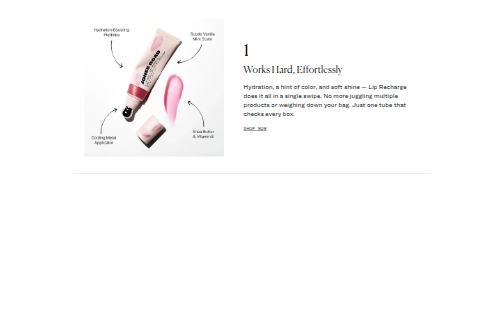 Hydration-Boosting
Peptides
Subtle Vanilla
Mint Scent
JONES ROAD
Cooling Metal
Applicator
Shea Butter
& Vitamin E
1
Works Hard, Effortlessly
Hydration, a hint of color, and soft shine — Lip Recharge
does it all in a single swipe. No more juggling multiple
products or weighing down your bag. Just one tube that
checks every box.
SHOP NOW